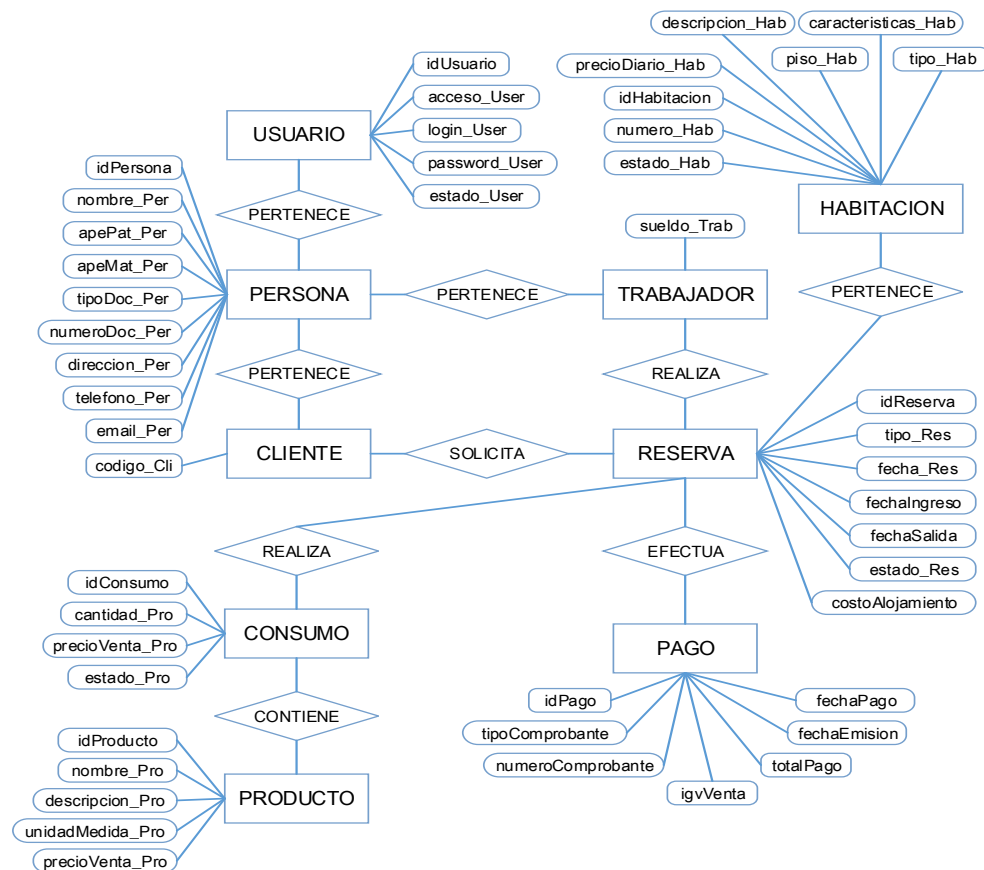 descripcion_Hab
caracteristicas_Hab
precioDiario_Hab
piso_Hab
tipo_Hab
idHabitacion
numero_Hab
estado_Hab
HABITACION
PERTENECE
idUsuario
acceso_User
login_User
password_User
estado_User
USUARIO
PERTENECE
idPersona
nombre_Per
apePat_Per
apeMat_Per
tipoDoc_Per
numeroDoc_Per
direccion_Per
telefono_Per
email_Per
PERSONA
PERTENECE
sueldo_Trab
TRABAJADOR
PERTENECE
REALIZA
codigo_Cli
CLIENTE
SOLICITA
RESERVA
idReserva
tipo_Res
fecha_Res
fechaIngreso
fechaSalida
estado_Res
costoAlojamiento
REALIZA
EFECTUA
idConsumo
cantidad_Pro
precioVenta_Pro
estado_Pro
CONSUMO
CONTIENE
PAGO
idPago
tipoComprobante
numeroComprobante
igvVenta
totalPago
fechaEmision
fechaPago
idProducto
nombre_Pro
descripcion_Pro
unidadMedida_Pro
precioVenta_Pro
PRODUCTO